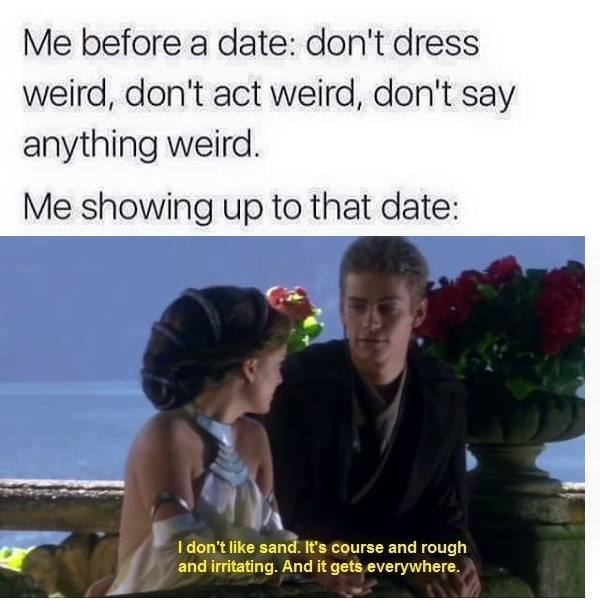 Me before a date: don't dress
weird, don't act weird, don't say
anything weird.
Me showing up to that date:
I don't like sand. It's course and rough
and irritating. And it gets everywhere.